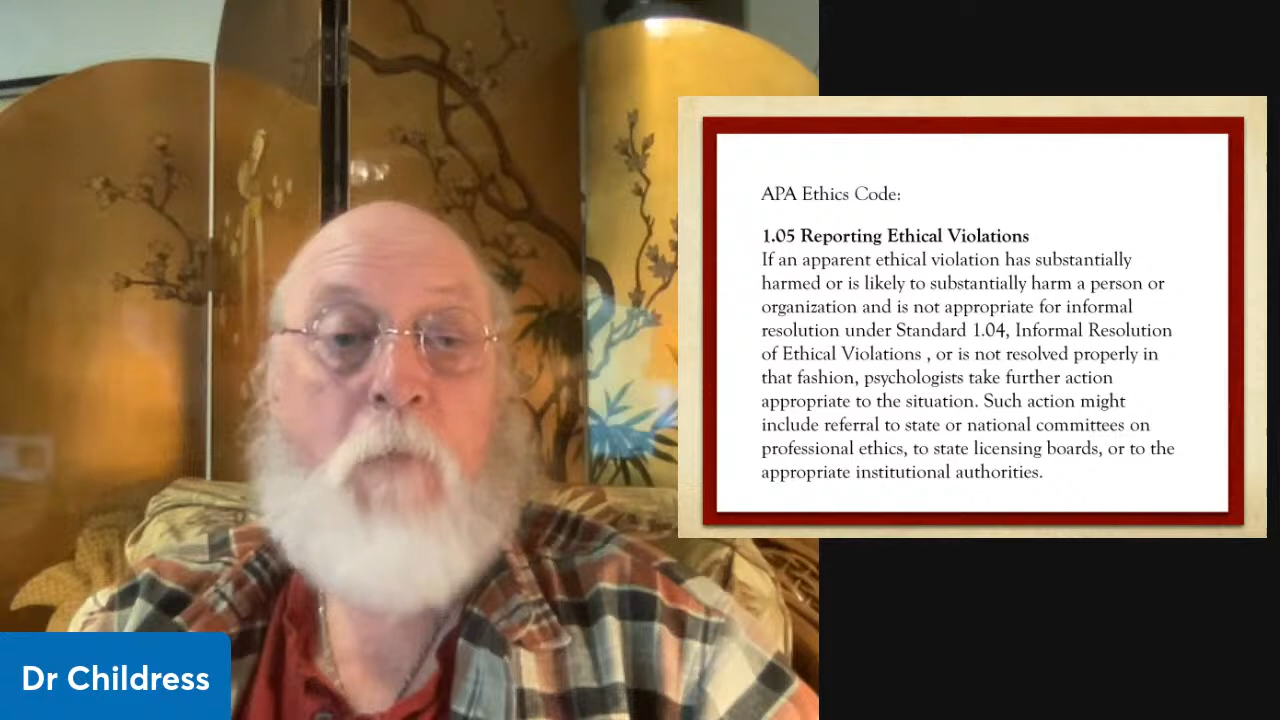 APA Ethics Code:
1.05 Reporting Ethical Violations
If an apparent ethical violation has substantially
harmed or is likely to substantially harm a person or
organization and is not appropriate for informal
resolution under Standard 1.04, Informal Resolution
of Ethical Violations , or is not resolved properly in
that fashion, psychologists take further action
appropriate to the situation. Such action might
include referral to state or national committees on
professional ethics, to state licensing boards, or to the
appropriate institutional authorities.
Dr Childress